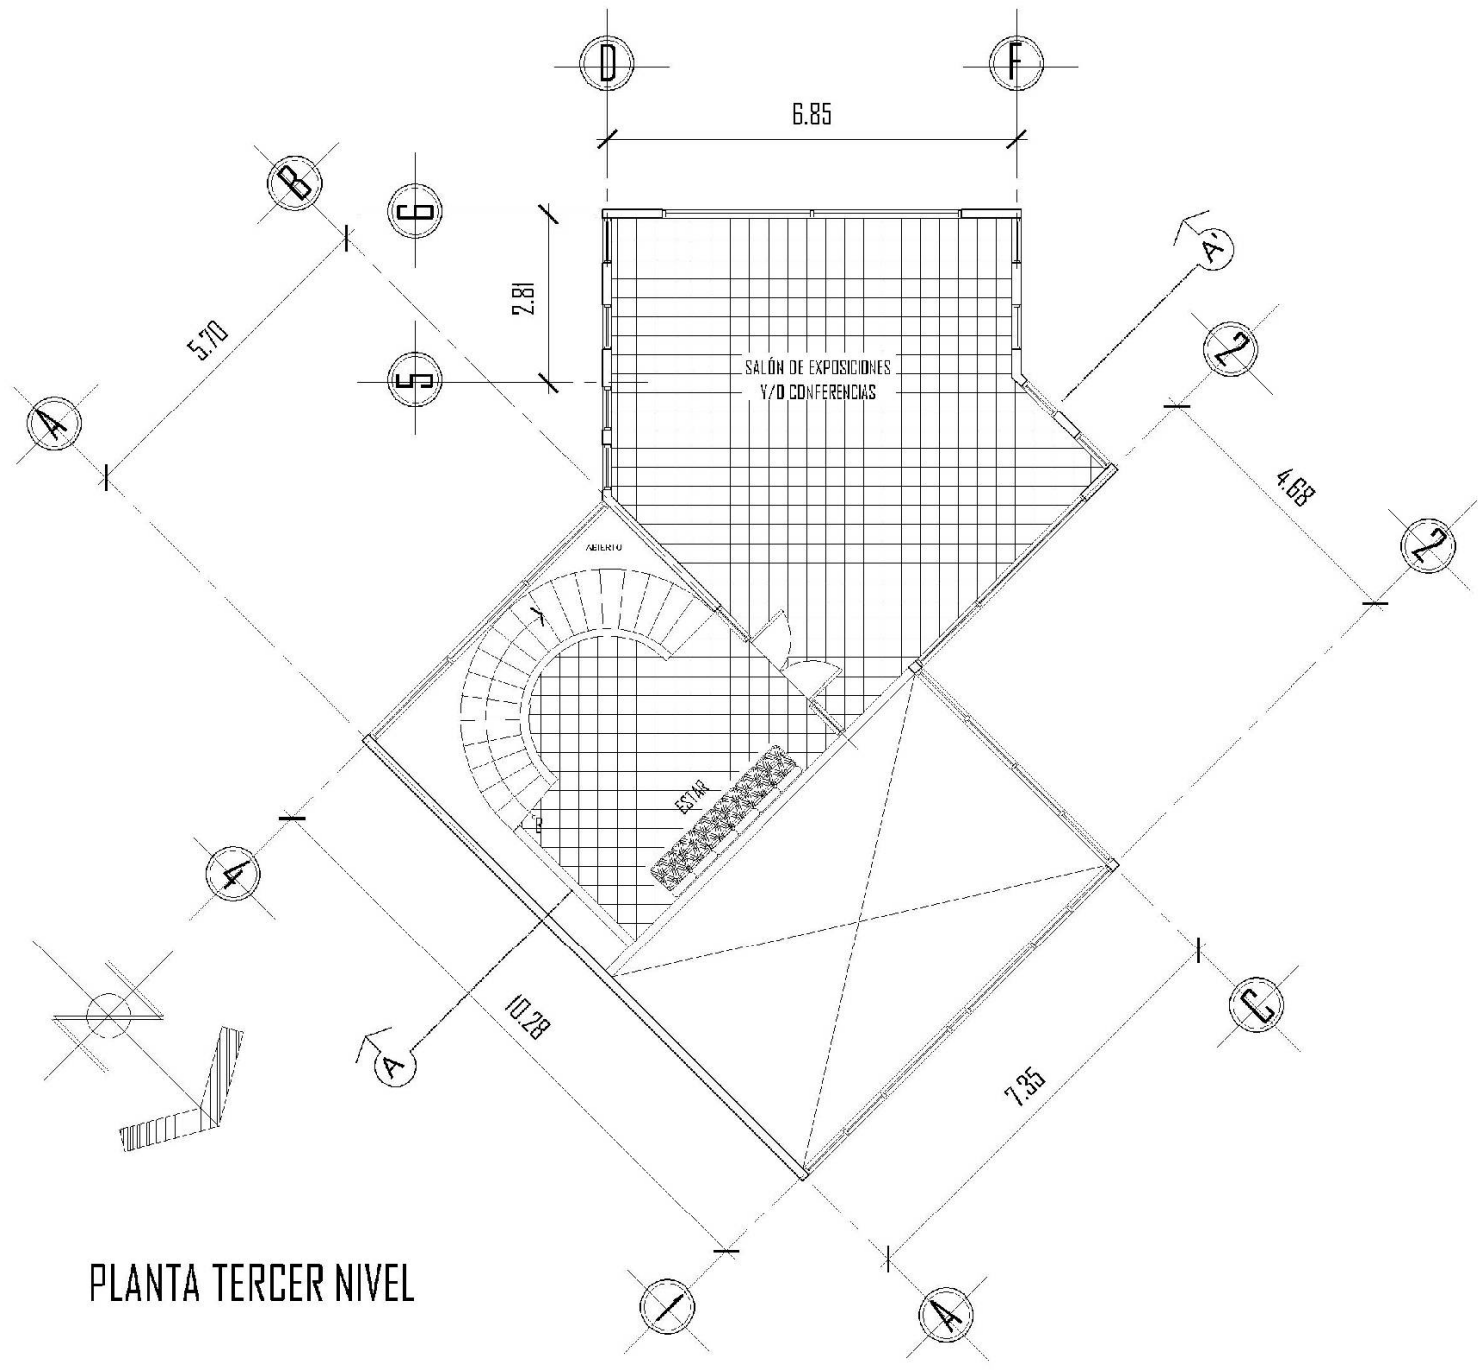 D
F
6.85
B
6
A'
2.81
5.70
2
SALÓN DE EXPOSICIONES
Y/O CONFERENCIAS
5
A
4.68
2
ABIERTO
ESTAR
B
4
10.28
C
A
7.35
PLANTA TERCER NIVEL
1
A